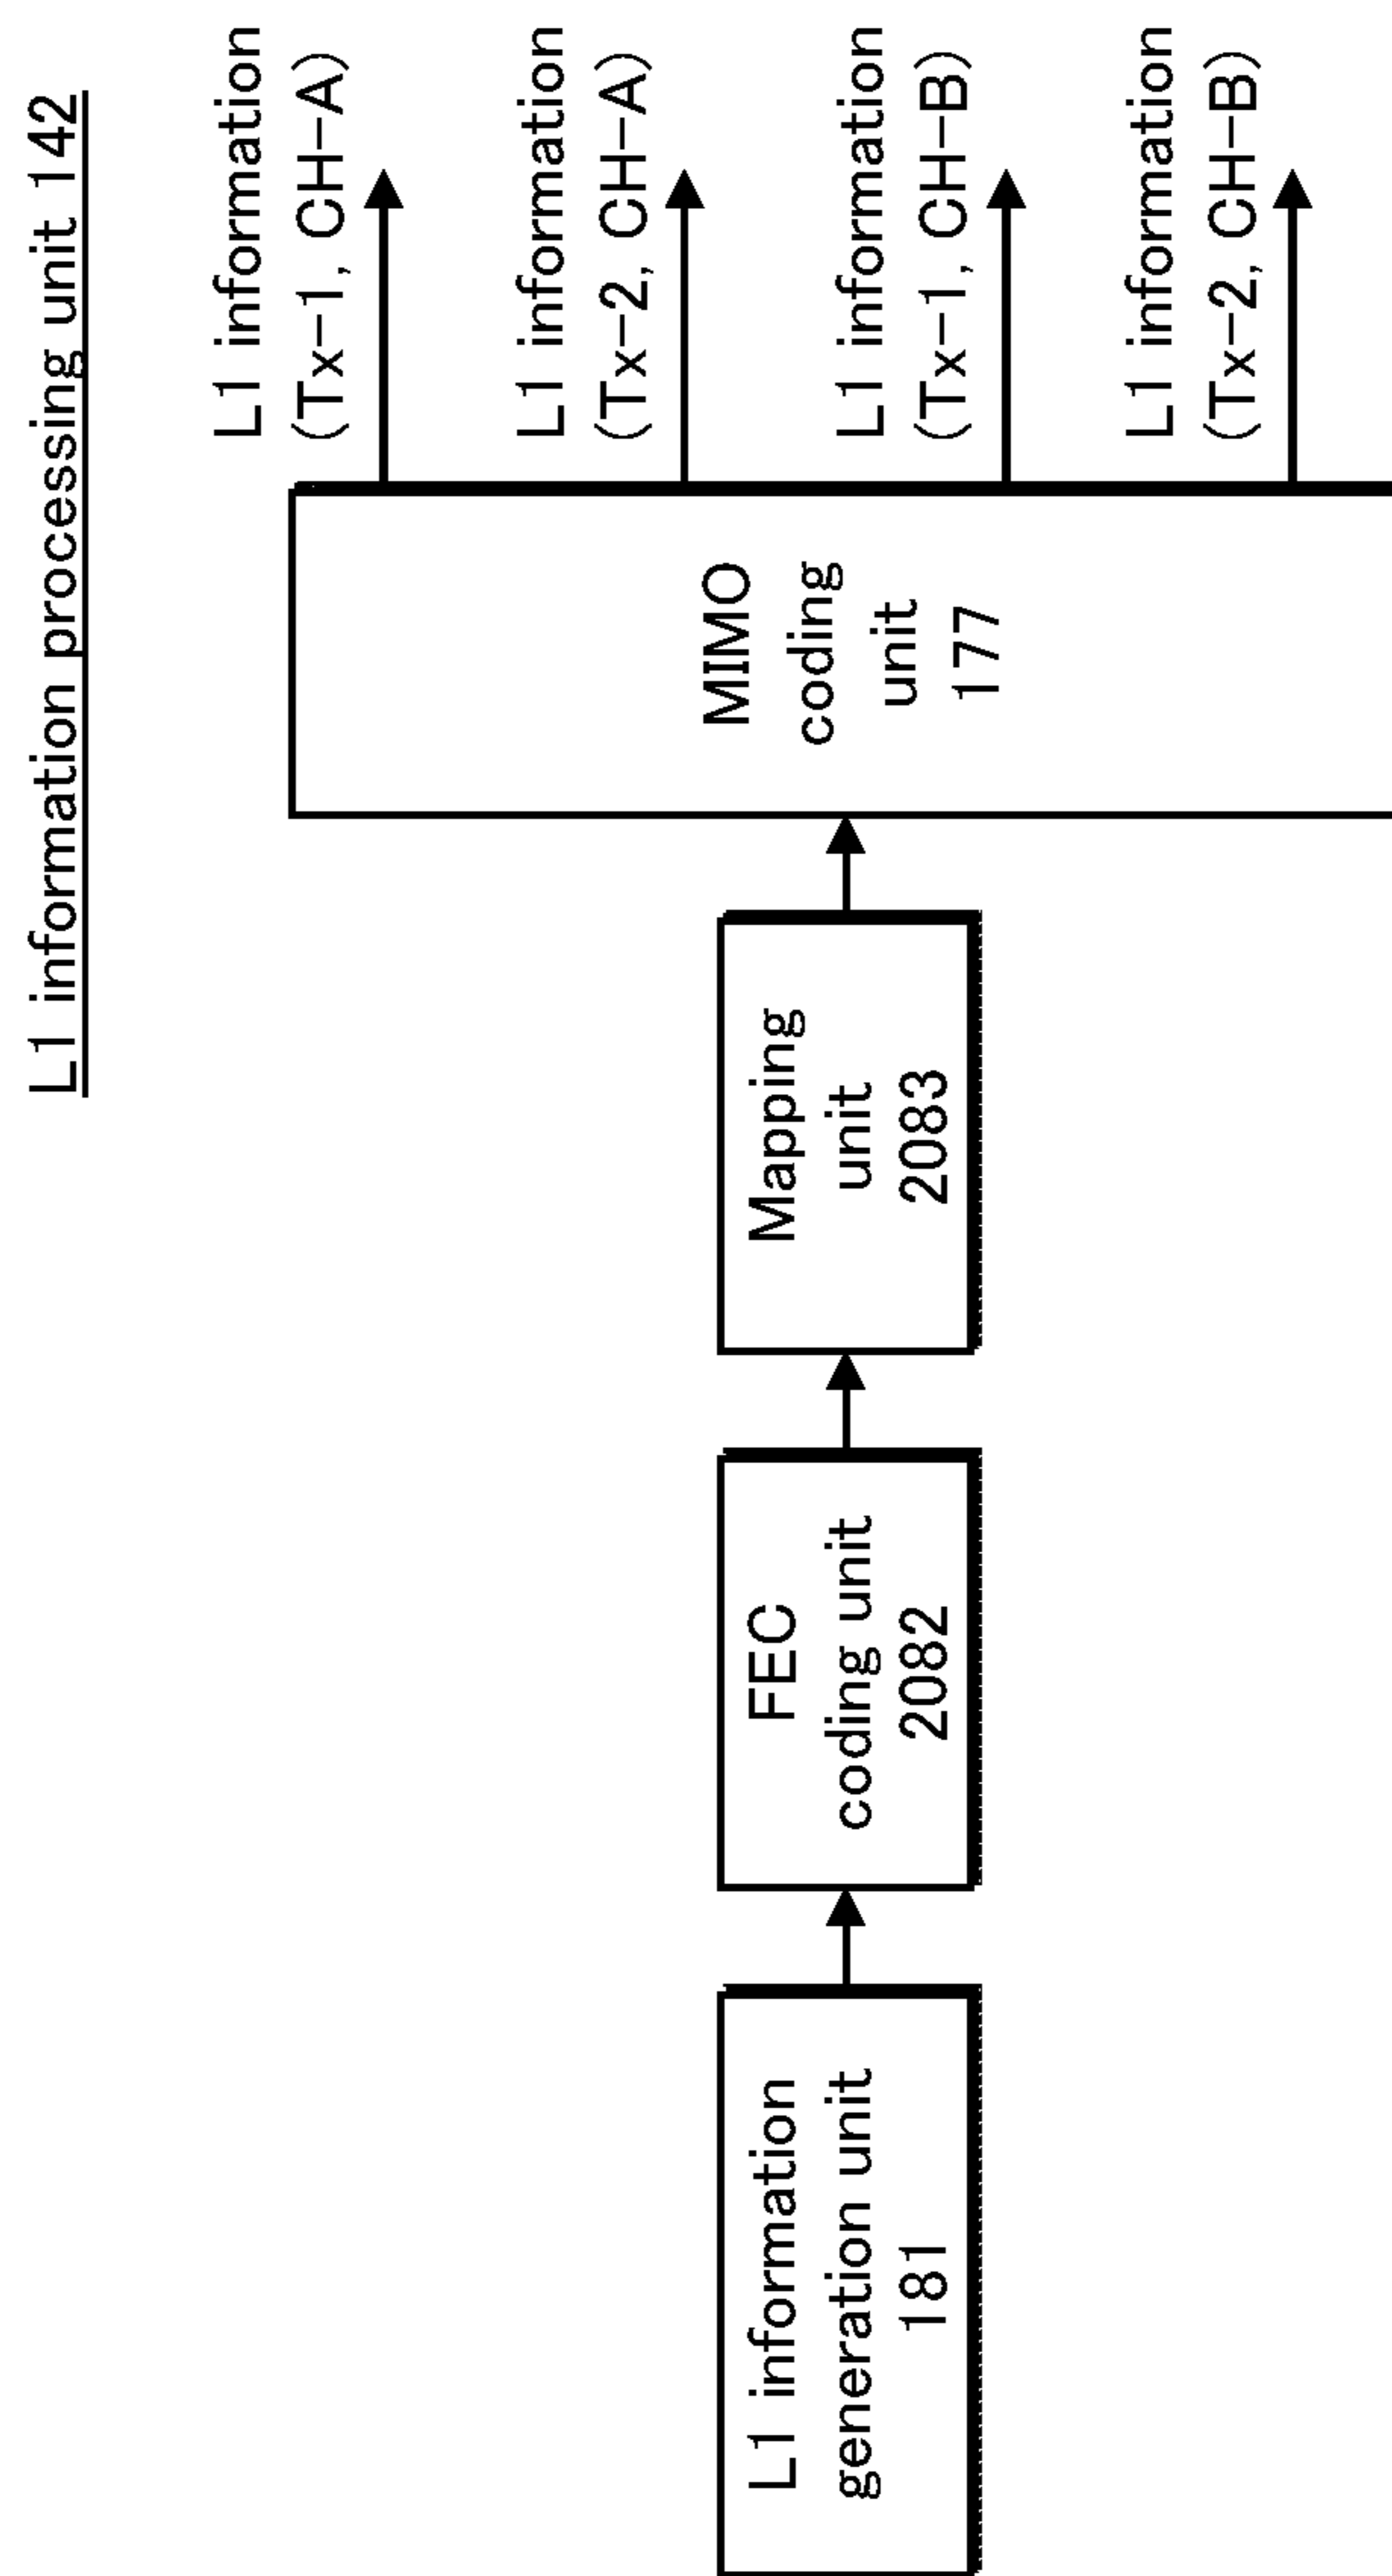 L1 information processing unit 142
L1 information
generation unit
181
FEC
coding unit
2082
Mapping
unit
2083
MIMO
coding
unit
177
L1 information
(Tx-1, CH-A)
L1 information
(Tx-2, CH-A)
L1 information
(Tx-1, CH-B)
L1 information
(Tx-2, CH-B)